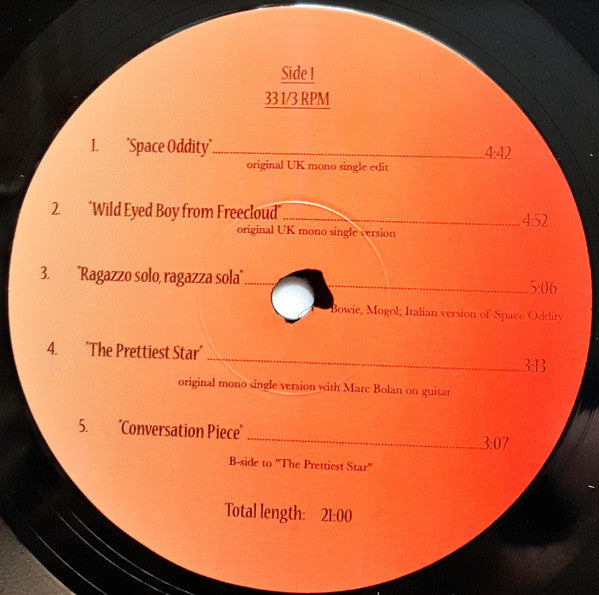 Side 1
33 1/3 RPM
1. "Space Oddity" 4:42
original UK mono single edit
2. "Wild Eyed Boy from Freecloud" 4:52
original UK mono single version
3. "Ragazzo solo, ragazza sola" 5:06
Bowie, Mogol; Italian version of Space Oddity
4. "The Prettiest Star" 3:13
original mono single version with Marc Bolan on guitar
5. "Conversation Piece" 3:07
B-side to "The Prettiest Star"
Total length: 21:00